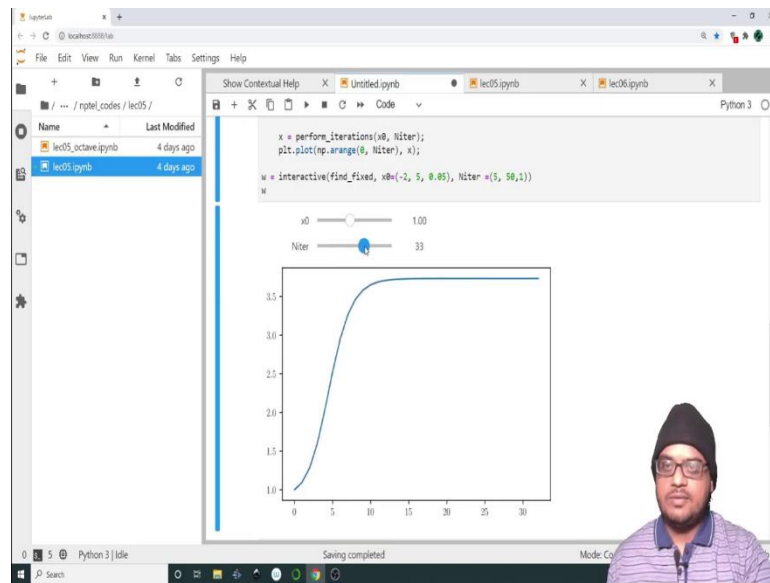 JupyterLab
localhost:8888/lab
File Edit View Run Kernel Tabs Settings Help
Show Contextual Help
Untitled.ipynb
lec05.ipynb
lec06.ipynb
/ ··· / nptel_codes / lec05 /
Code
Python 3
Name
Last Modified
lec05_octave.ipynb 4 days ago
lec05.ipynb 4 days ago
x = perform_iterations(x0, Niter);
plt.plot(np.arange(0, Niter), x);
w = interactive(find_fixed, x0=(-2, 5, 0.05), Niter =(5, 50,1))
w
x0 1.00
Niter 33
3.5
3.0
2.5
2.0
1.5
1.0
0 5 10 15 20 25 30
0 5 Python 3 | Idle
Saving completed
Mode:
Search